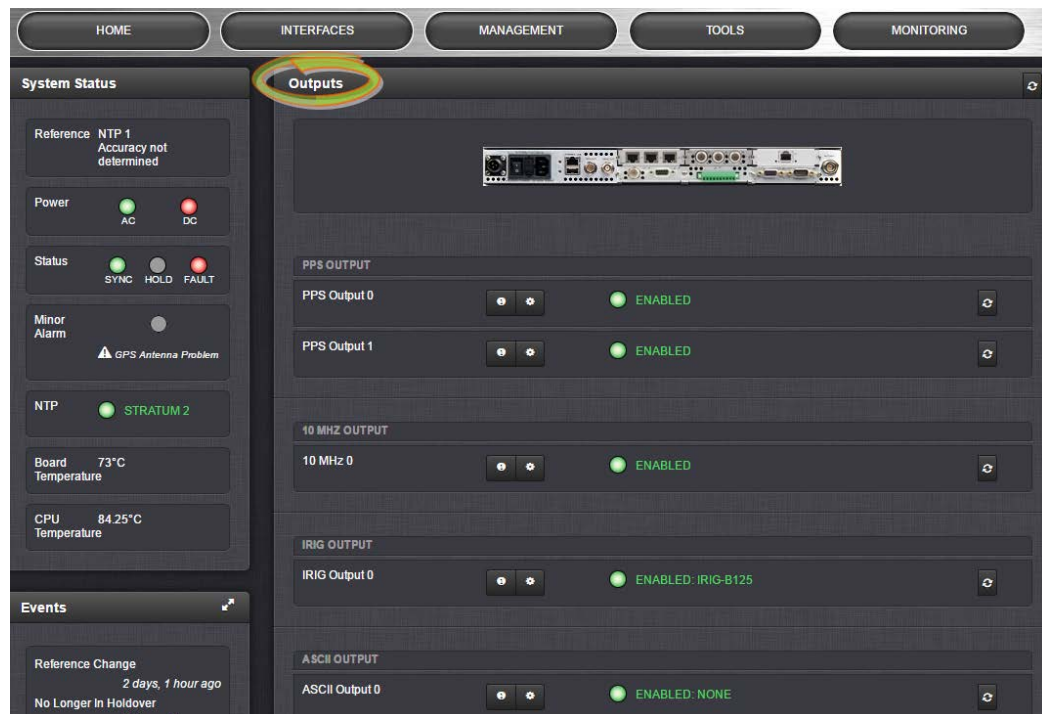 HOME
INTERFACES
MANAGEMENT
TOOLS
MONITORING
System Status
Reference NTP 1
Accuracy not
determined
Power
AC DC
Status
SYNC HOLD FAULT
Minor
Alarm
GPS Antenna Problem
NTP STRATUM 2
Board 73°C
Temperature
CPU 84.25°C
Temperature
Events
Reference Change
2 days, 1 hour ago
No Longer In Holdover
Outputs
PPS OUTPUT
PPS Output 0 ENABLED
PPS Output 1 ENABLED
10 MHZ OUTPUT
10 MHz 0 ENABLED
IRIG OUTPUT
IRIG Output 0 ENABLED: IRIG-B125
ASCII OUTPUT
ASCII Output 0 ENABLED: NONE